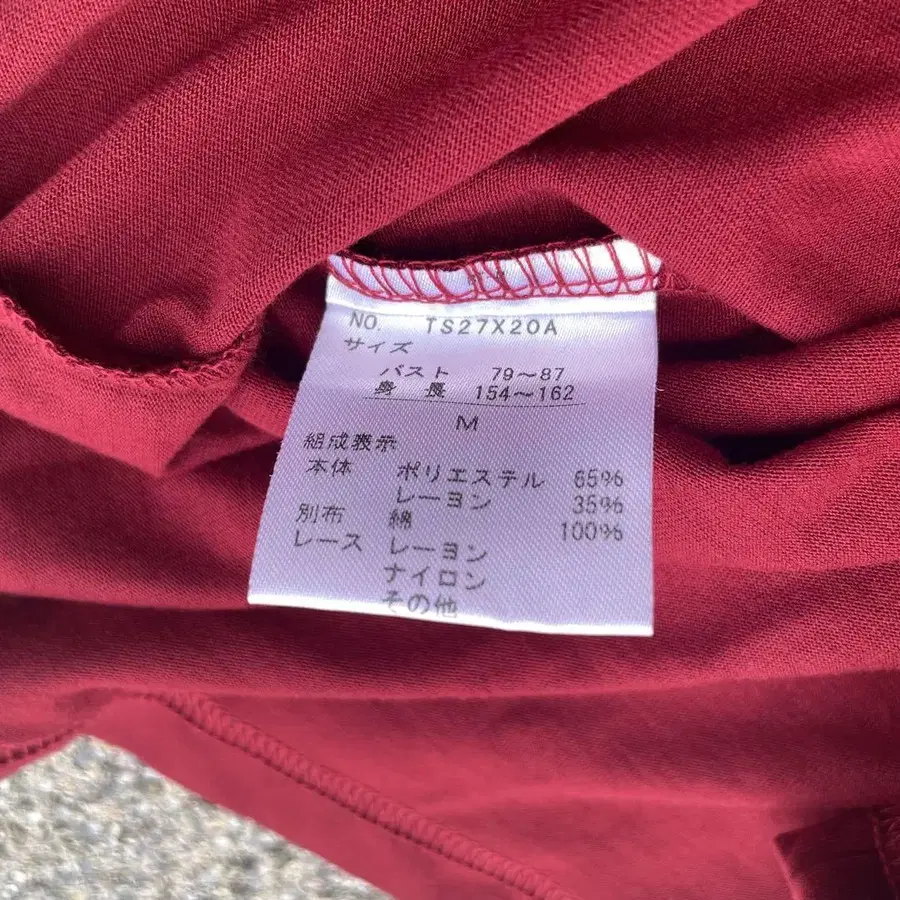 NO. TS27X20A
サイズ
バスト 79～87
身長 154～162
M
組成表示
本体 ポリエステル 65%
レーヨン 35%
別布 綿 100%
レース レーヨン
ナイロン
その他